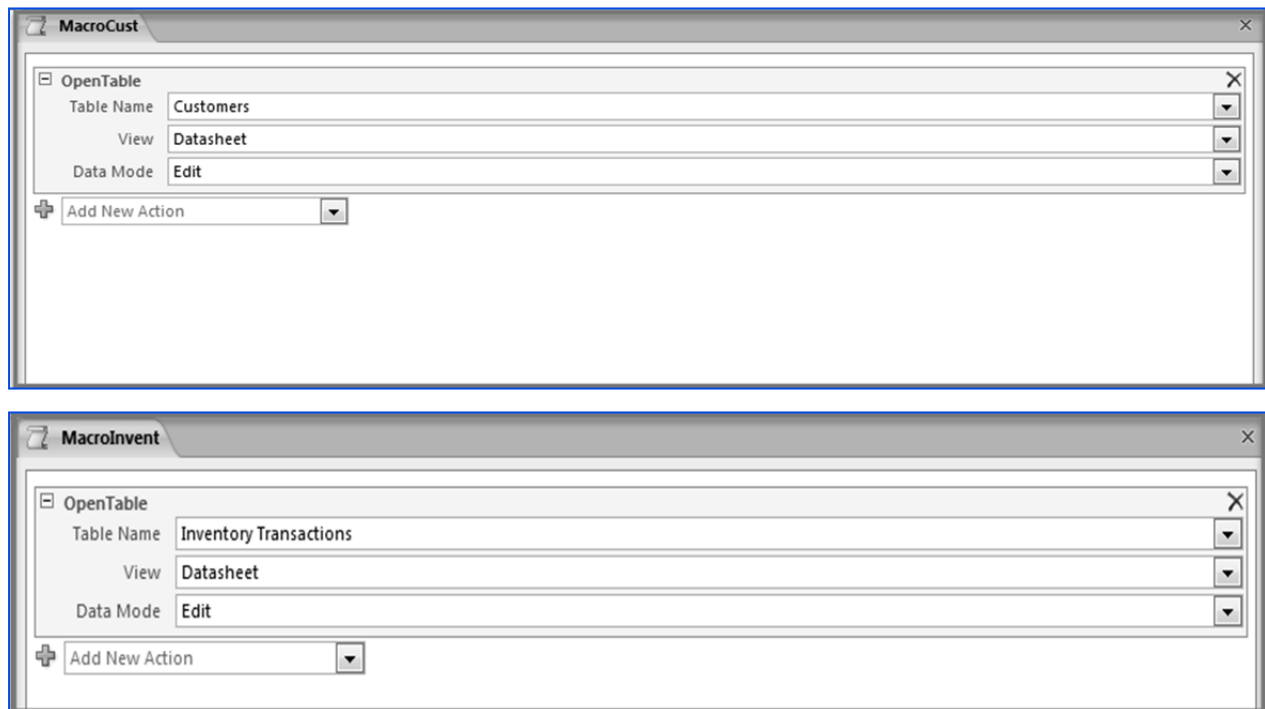 MacroCust
OpenTable
Table Name Customers
View Datasheet
Data Mode Edit
Add New Action
MacroInvent
OpenTable
Table Name Inventory Transactions
View Datasheet
Data Mode Edit
Add New Action